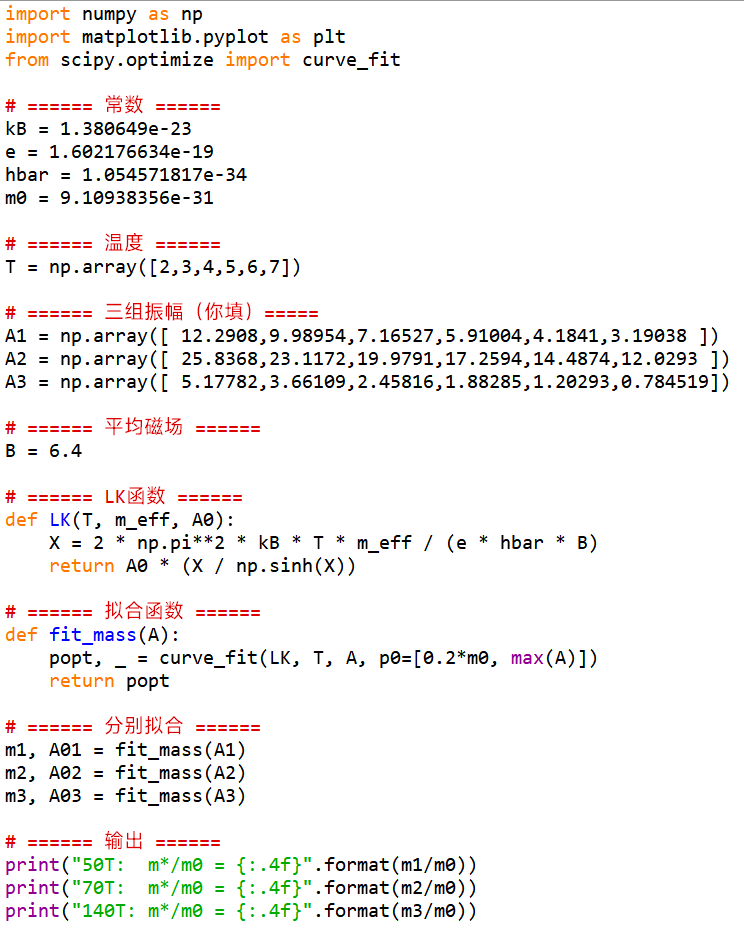 import numpy as np
import matplotlib.pyplot as plt
from scipy.optimize import curve_fit
# ====== 常数 ======
kB = 1.380649e-23
e = 1.602176634e-19
hbar = 1.054571817e-34
m0 = 9.10938356e-31
# ====== 温度 ======
T = np.array([2,3,4,5,6,7])
# ====== 三组振幅（你填）=====
A1 = np.array([ 12.2908,9.98954,7.16527,5.91004,4.1841,3.19038 ])
A2 = np.array([ 25.8368,23.1172,19.9791,17.2594,14.4874,12.0293 ])
A3 = np.array([ 5.17782,3.66109,2.45816,1.88285,1.20293,0.784519])
# ====== 平均磁场 ======
B = 6.4
# ====== LK函数 ======
def LK(T, m_eff, A0):
    X = 2 * np.pi**2 * kB * T * m_eff / (e * hbar * B)
    return A0 * (X / np.sinh(X))
# ====== 拟合函数 ======
def fit_mass(A):
    popt, _ = curve_fit(LK, T, A, p0=[0.2*m0, max(A)])
    return popt
# ====== 分别拟合 ======
m1, A01 = fit_mass(A1)
m2, A02 = fit_mass(A2)
m3, A03 = fit_mass(A3)
# ====== 输出 ======
print("50T:  m*/m0 = {:.4f}".format(m1/m0))
print("70T:  m*/m0 = {:.4f}".format(m2/m0))
print("140T: m*/m0 = {:.4f}".format(m3/m0))